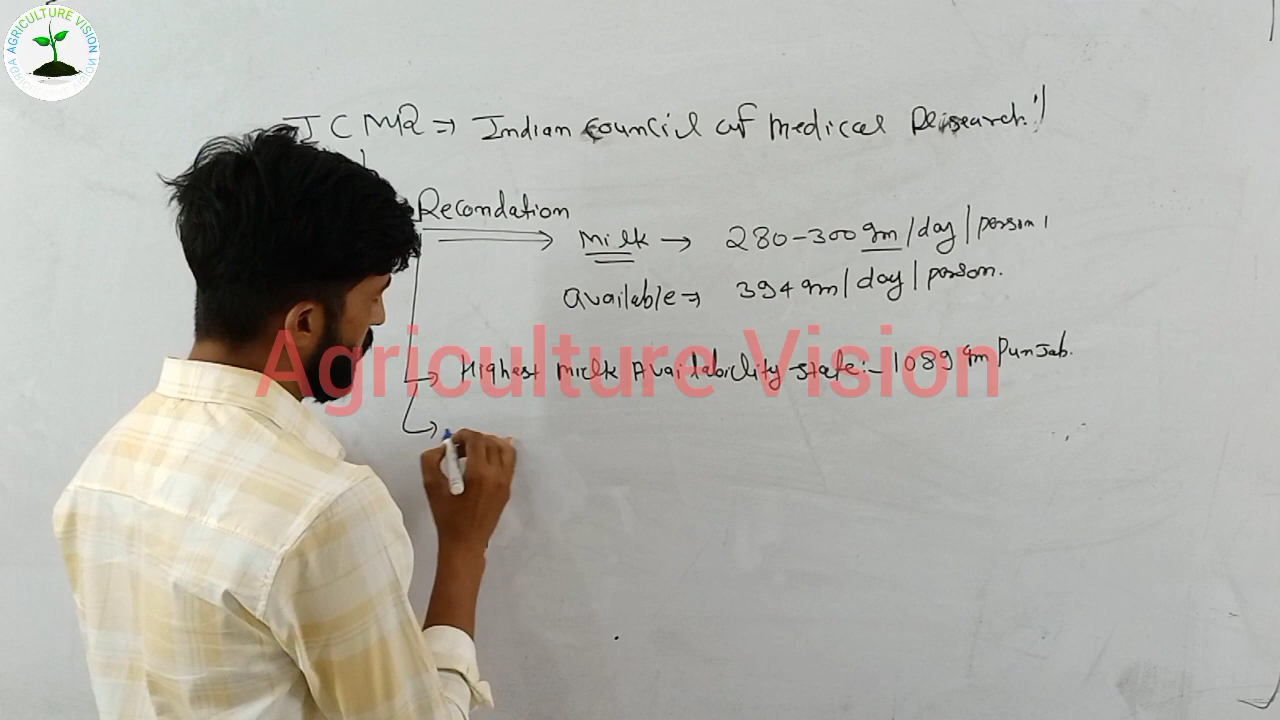 AGRICULTURE VISION
ICMR ⇒ Indian Council of Medical Research
Recondation
Milk → 280-300 gm/day/person
Available ⇒ 394 gm/day/person.
Highest Milk Availability state:- 1089 gm Punjab.
Agriculture Vision